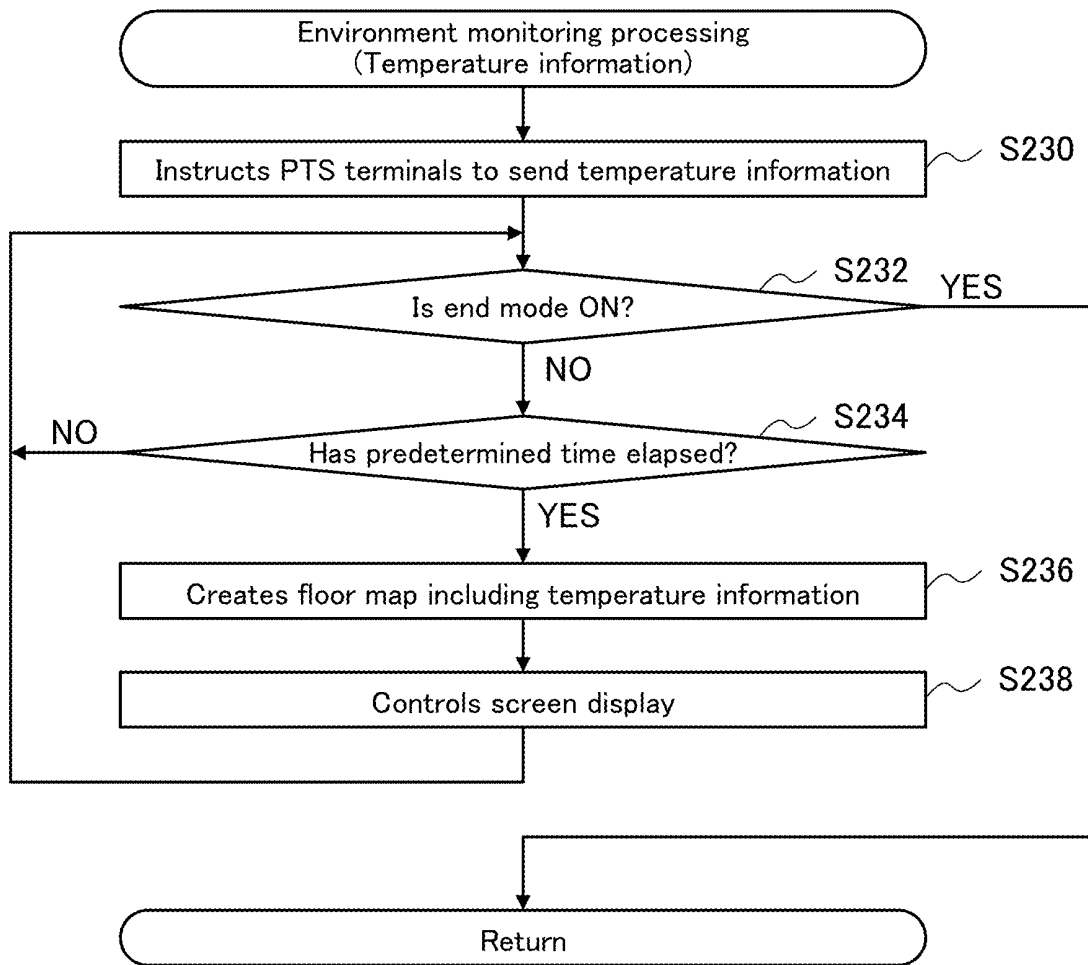 Environment monitoring processing
(Temperature information)
Instructs PTS terminals to send temperature information
S230
Is end mode ON?
S232
YES
NO
Has predetermined time elapsed?
S234
NO
YES
Creates floor map including temperature information
S236
Controls screen display
S238
Return